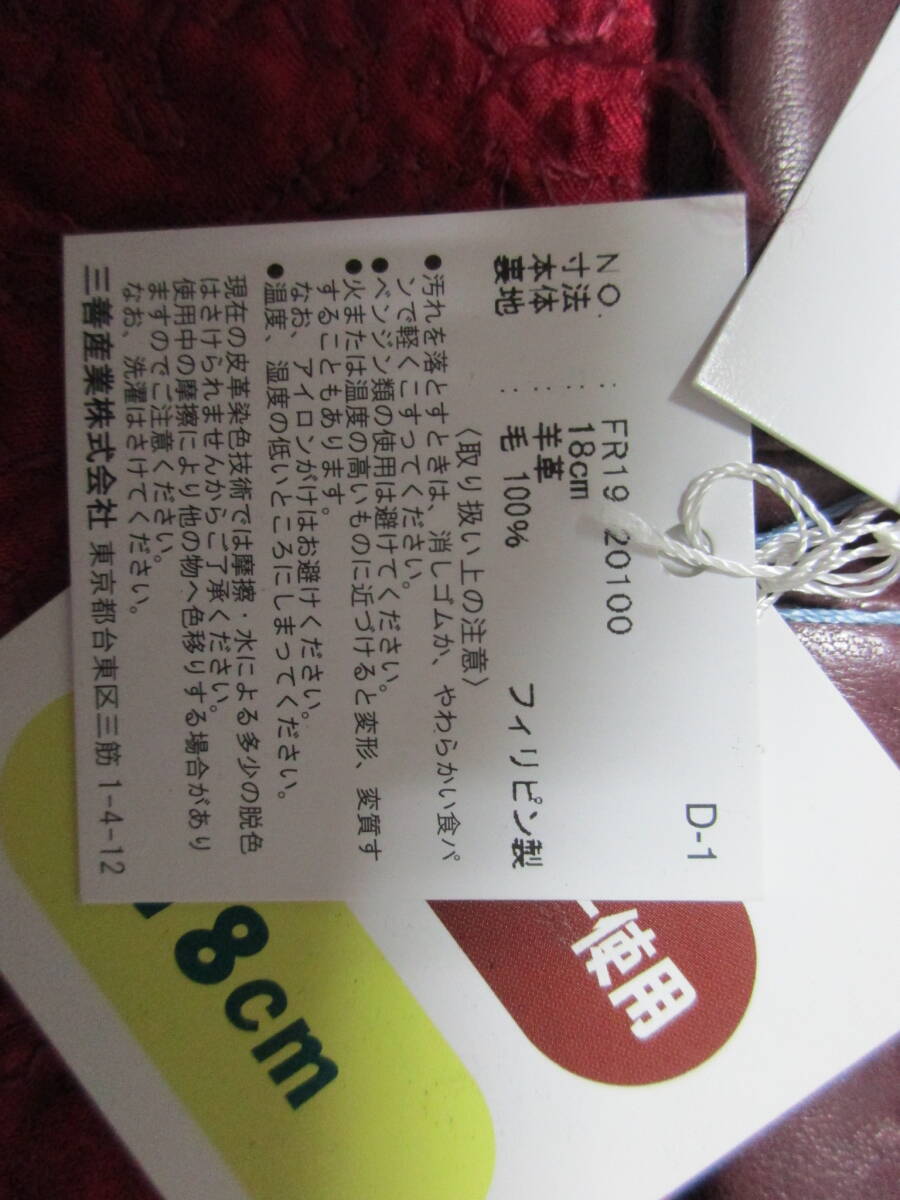 D-1
NO. : FR19 20100
寸法 : 18cm
本体 : 羊革
裏地 : 毛 100% フィリピン製
〈取り扱い上の注意〉
●汚れを落とすときは、消しゴムか、やわらかい食パ
ンで軽くこすってください。
●ベンジン類の使用は避けてください。
●火または温度の高いものに近づけると変形、変質す
することもあります。
なお、アイロンがけはお避けください。
●温度、湿度の低いところにしまってください。
現在の皮革染色技術では摩擦・水による多少の脱色
はさけられませんからご了承ください。
使用中の摩擦により他の物へ色移りする場合があり
ますのでご注意ください。
なお、洗濯はさけてください。
三善産業株式会社 東京都台東区三筋1-4-12
使用
18cm